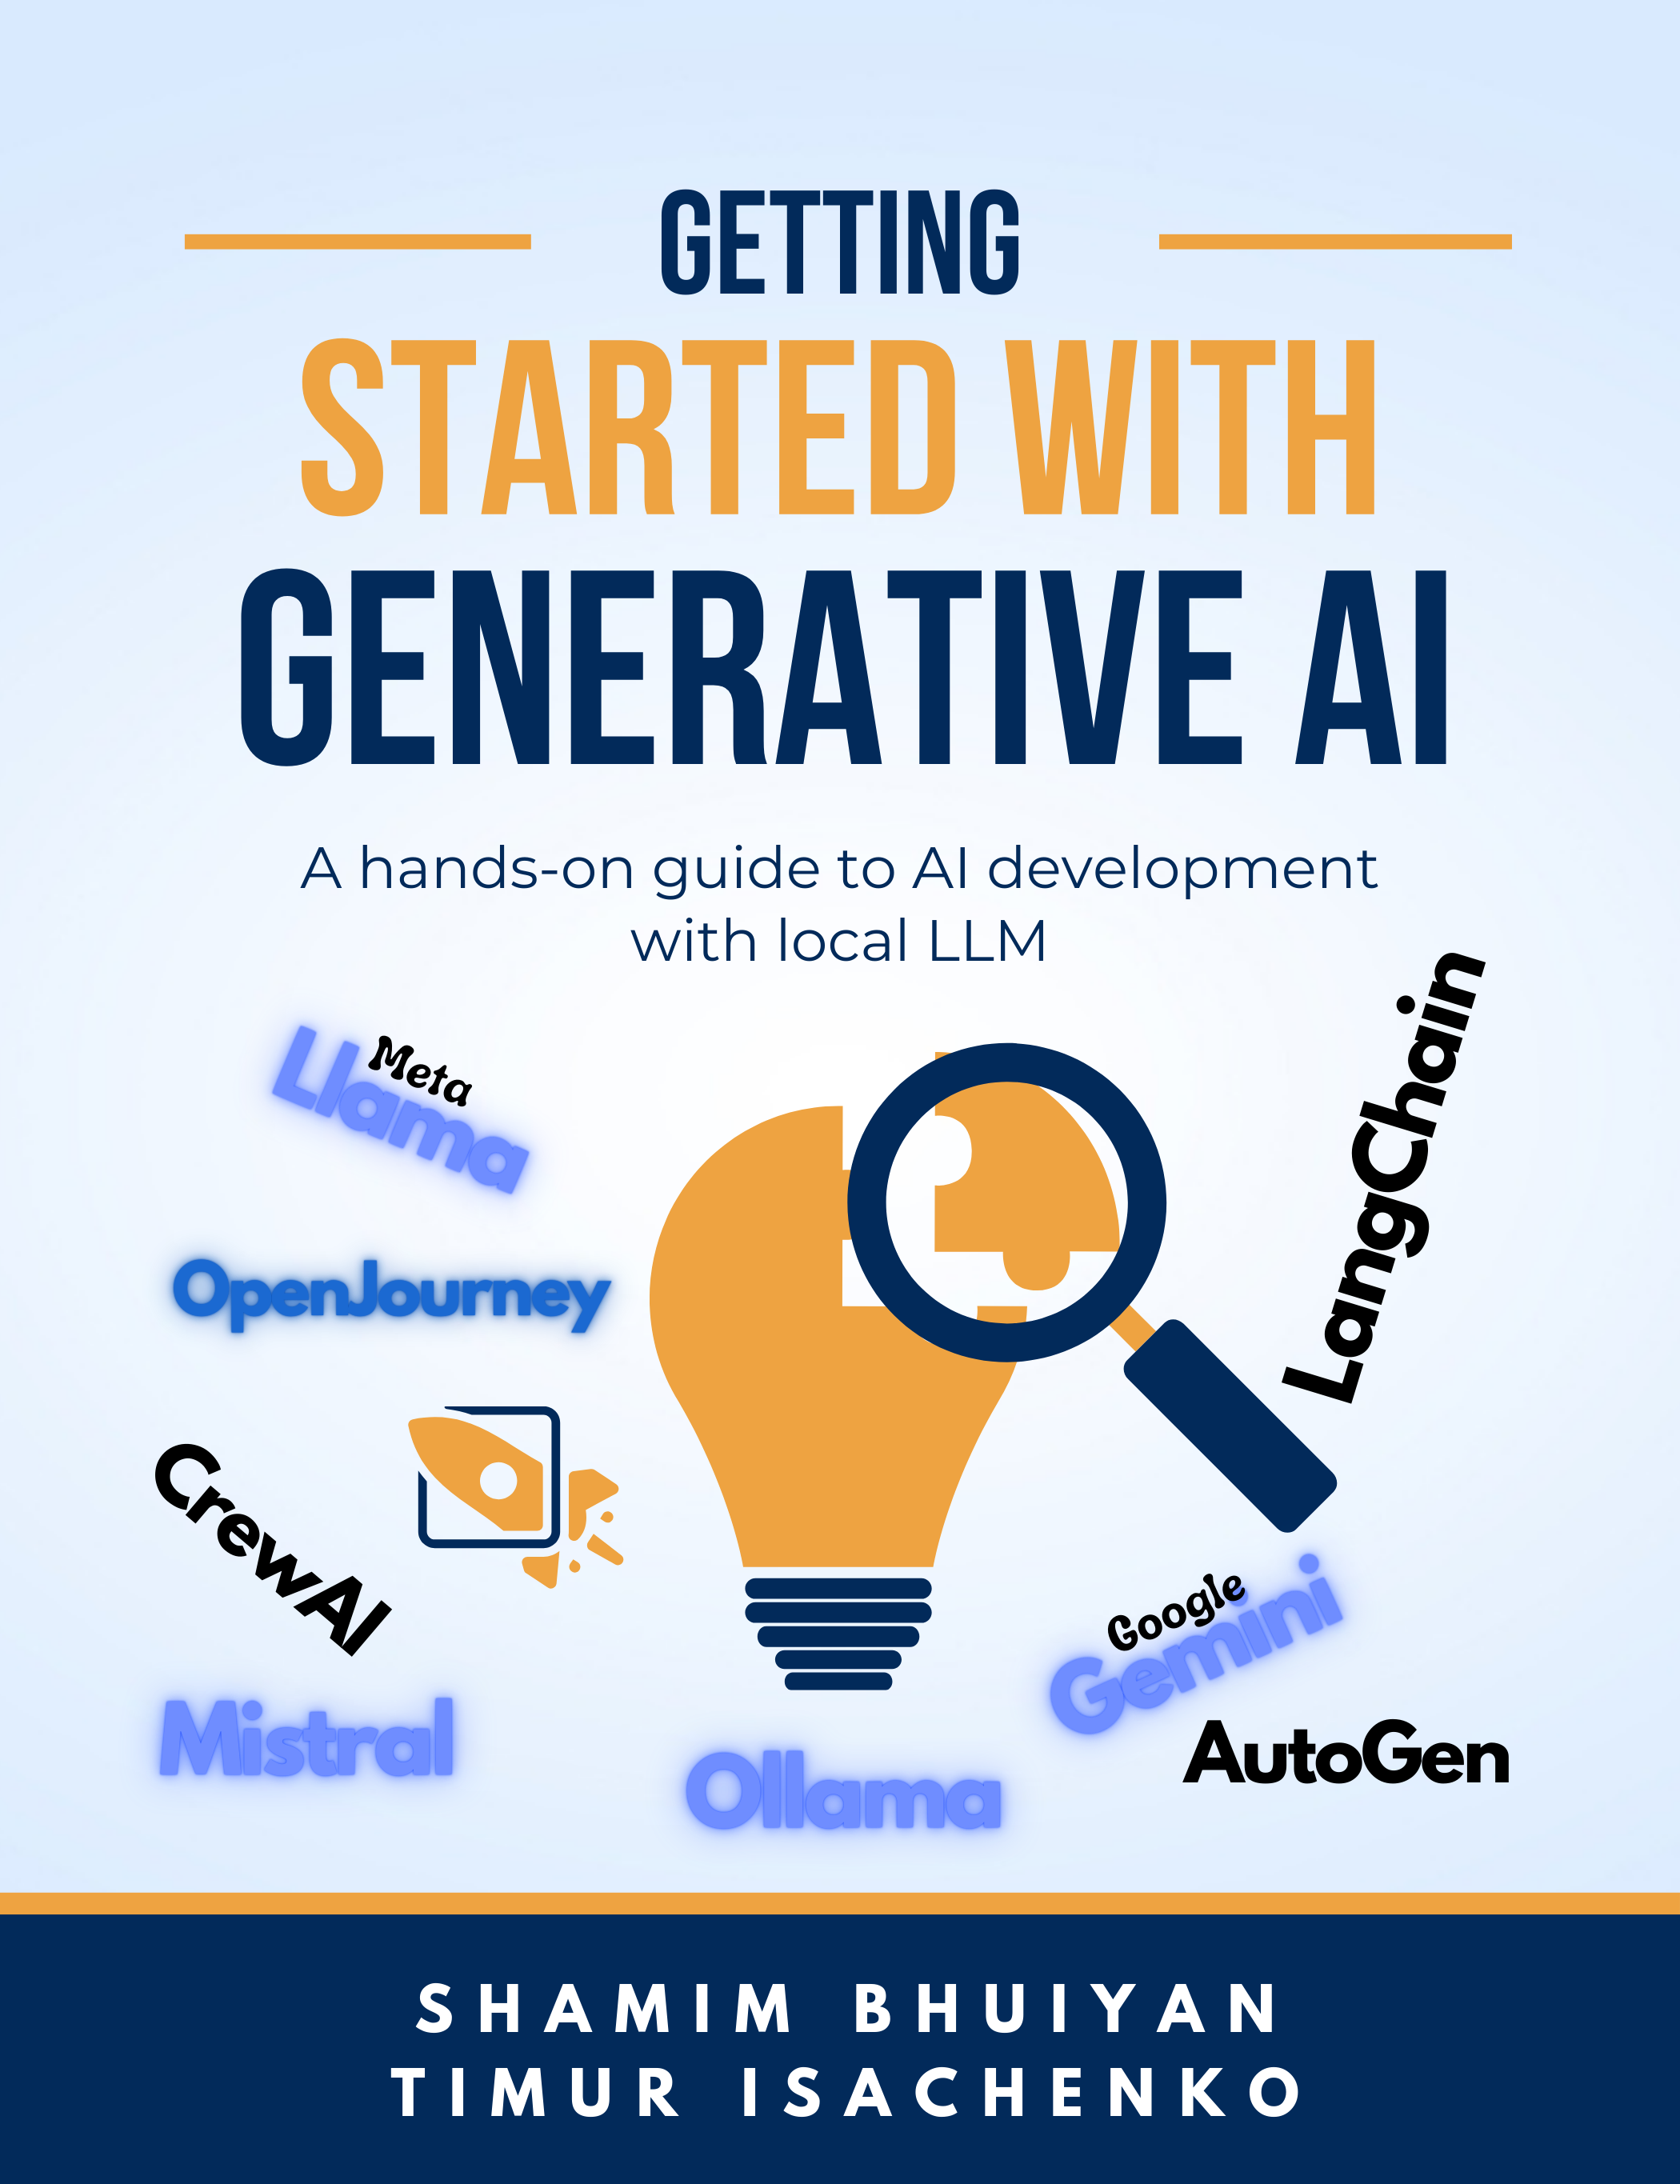 GETTING
STARTED WITH
GENERATIVE AI
A hands-on guide to AI development
with local LLM
LangChain
Meta
Llama
OpenJourney
CrewAI
Google
Gemini
Mistral
AutoGen
Ollama
SHAMIM BHUIYAN
TIMUR ISACHENKO